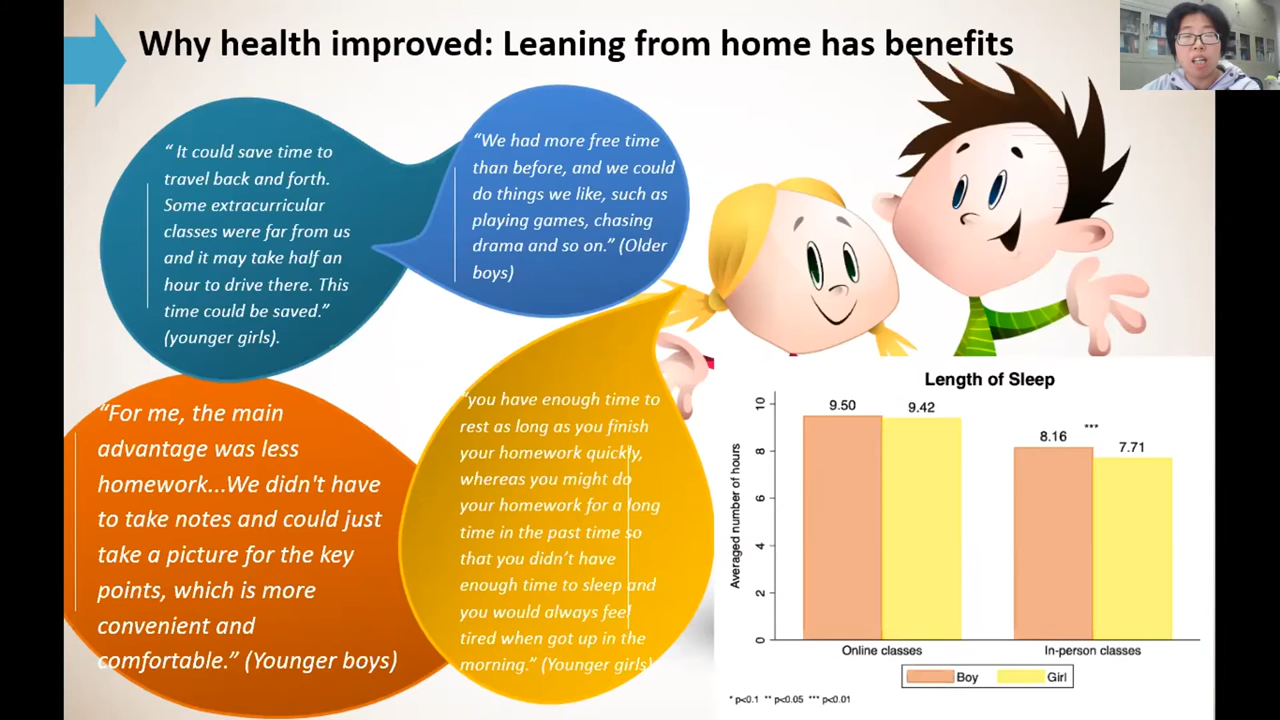 Why health improved: Leaning from home has benefits
“ It could save time to
travel back and forth.
Some extracurricular
classes were far from us
and it may take half an
hour to drive there. This
time could be saved.”
(younger girls).
“We had more free time
than before, and we could
do things we like, such as
playing games, chasing
drama and so on.” (Older
boys)
“For me, the main
advantage was less
homework...We didn't have
to take notes and could just
take a picture for the key
points, which is more
convenient and
comfortable.” (Younger boys)
“you have enough time to
rest as long as you finish
your homework quickly,
whereas you might do
your homework for a long
time in the past time so
that you didn’t have
enough time to sleep and
you would always feel
tired when got up in the
morning.” (Younger girls)
Length of Sleep
Averaged number of hours
10
8
6
4
2
0
9.50
9.42
8.16
***
7.71
Online classes
In-person classes
Boy
Girl
* p<0.1 ** p<0.05 *** p<0.01